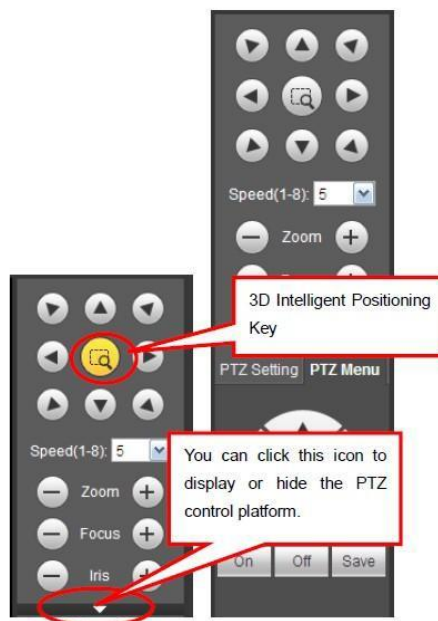 Speed(1-8): 5
Zoom
3D Intelligent Positioning
Key
PTZ Setting PTZ Menu
Speed(1-8): 5
Zoom
Focus
Iris
You can click this icon to
display or hide the PTZ
control platform.
On Off Save